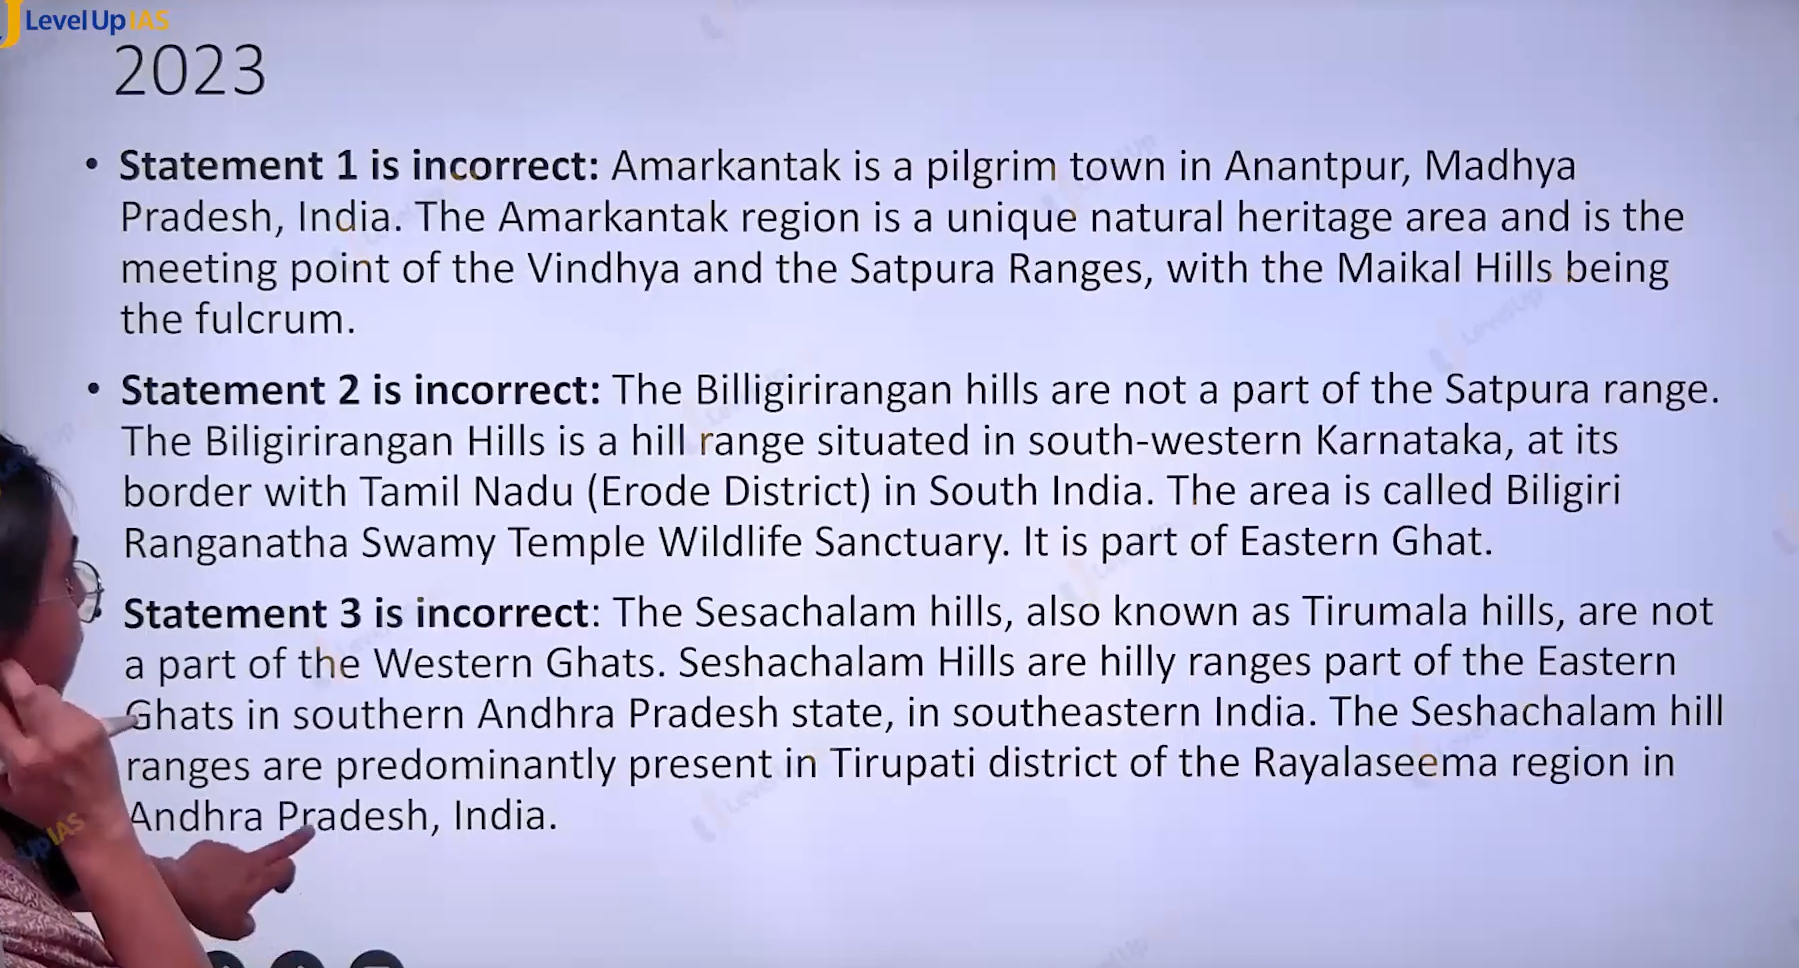 LevelUp IAS
2023
• Statement 1 is incorrect: Amarkantak is a pilgrim town in Anantpur, Madhya
Pradesh, India. The Amarkantak region is a unique natural heritage area and is the
meeting point of the Vindhya and the Satpura Ranges, with the Maikal Hills being
the fulcrum.
• Statement 2 is incorrect: The Billigirirangan hills are not a part of the Satpura range.
The Biligirirangan Hills is a hill range situated in south-western Karnataka, at its
border with Tamil Nadu (Erode District) in South India. The area is called Biligiri
Ranganatha Swamy Temple Wildlife Sanctuary. It is part of Eastern Ghat.
Statement 3 is incorrect: The Sesachalam hills, also known as Tirumala hills, are not
a part of the Western Ghats. Seshachalam Hills are hilly ranges part of the Eastern
Ghats in southern Andhra Pradesh state, in southeastern India. The Seshachalam hill
ranges are predominantly present in Tirupati district of the Rayalaseema region in
Andhra Pradesh, India.